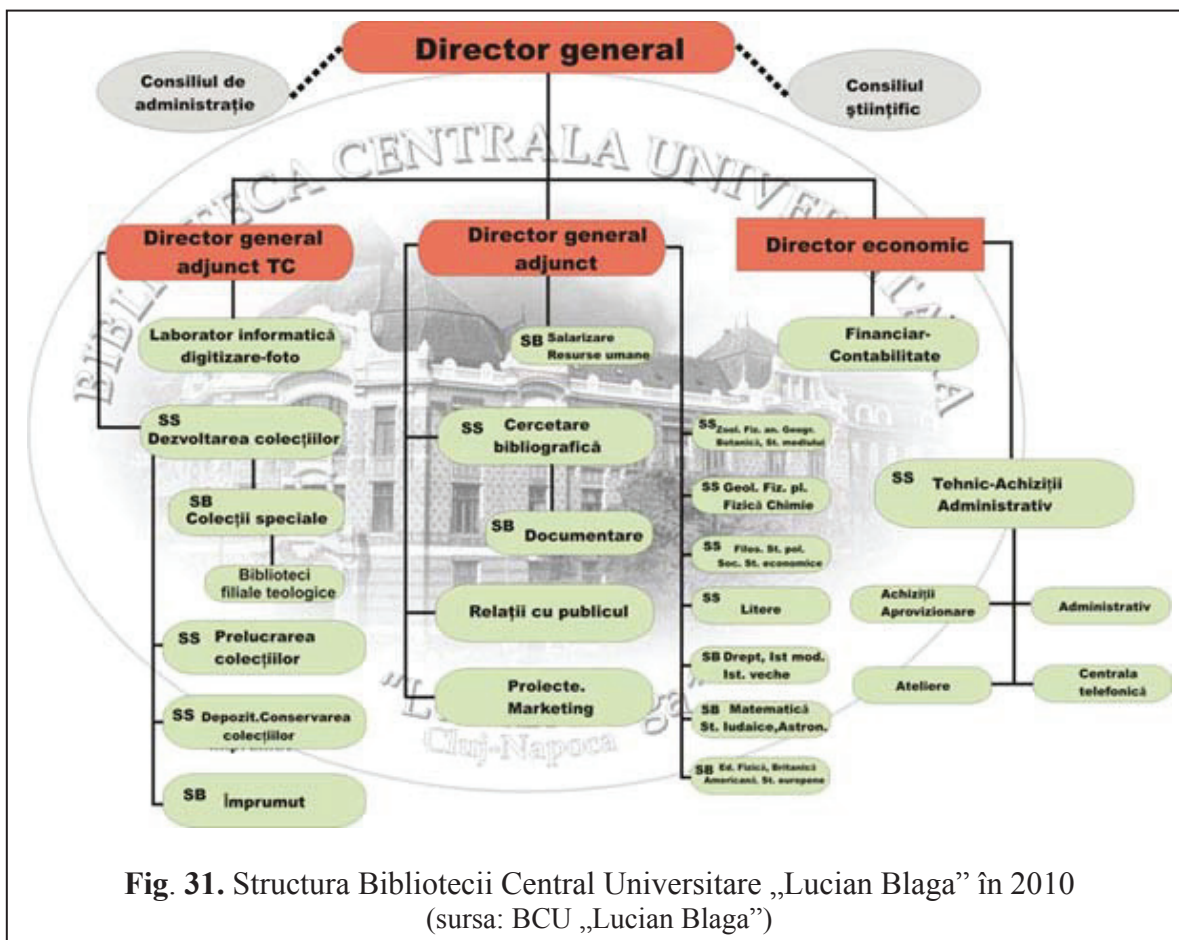 Director general
Consiliul de
administrație
Consiliul
științific
BIBLIOTECA CENTRALA UNIVERSITARA
Director general
adjunct TC
Director general
adjunct
Director economic
Laborator informatică
digitizare-foto
SB Salarizare
Resurse umane
Financiar-
Contabilitate
SS
Dezvoltarea colecțiilor
SS Cercetare
bibliografică
SS Zool. Fiz. an. Geogr.
Botanică, St. mediului
SS
Tehnic-Achiziții
Administrativ
SB
Colecții speciale
SB Documentare
SS Geol. Fiz. pl.
Fizică Chimie
Biblioteci
filiale teologice
SS Filos. St. pol.
Soc. St. economice
Relații cu publicul
SS
Litere
Achiziții
Aprovizionare
Administrativ
SS Prelucrarea
colecțiilor
SB Drept, Ist mod.
Ist. veche
Ateliere
Centrala
telefonică
Proiecte.
Marketing
SS Depozit.Conservarea
colecțiilor
SB Matematică
St. Iudaice,Astron.
Cluj-Napoca
SB Ed. Fizică, Britanică
Americană. St. europene
SB Împrumut
Fig. 31. Structura Bibliotecii Central Universitare „Lucian Blaga” în 2010
(sursa: BCU „Lucian Blaga”)